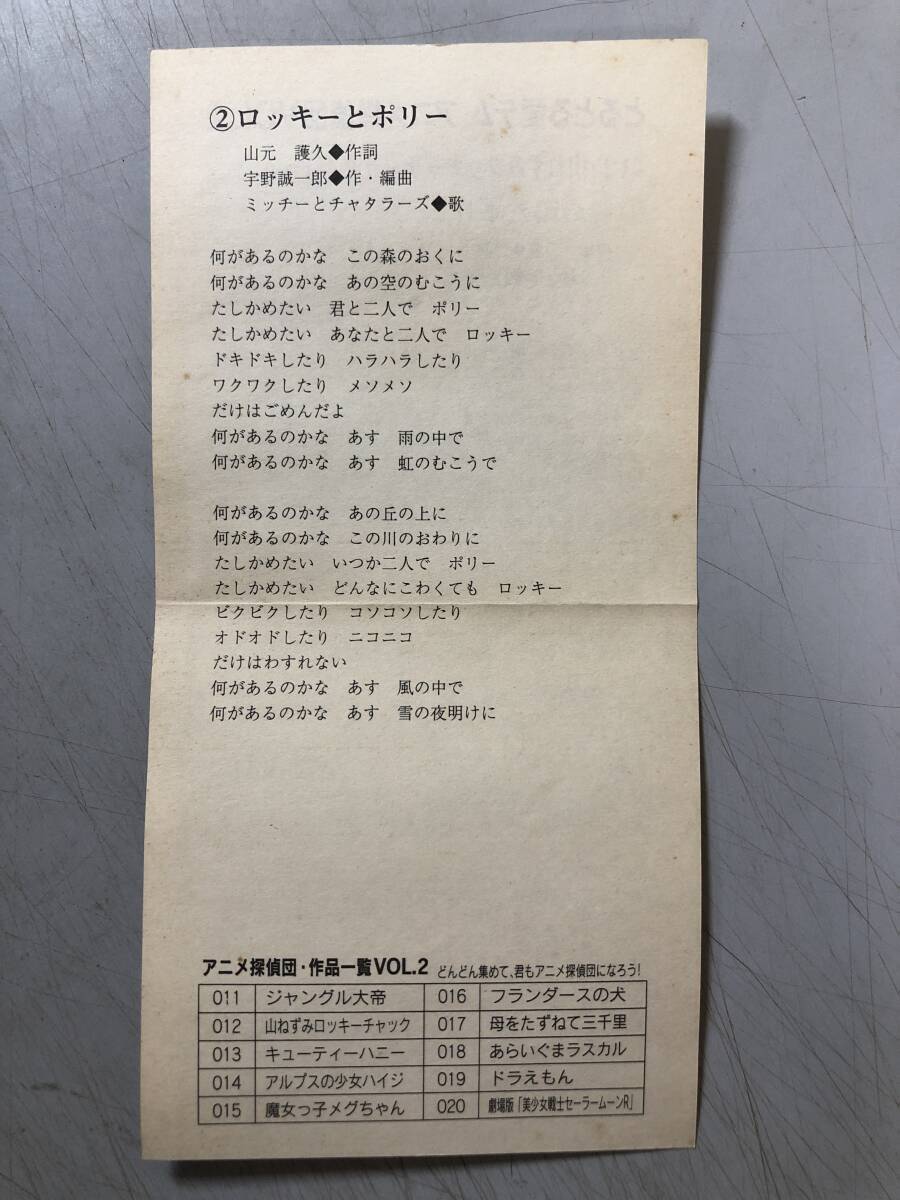 ②ロッキーとポリー
山元　護久◆作詞
宇野誠一郎◆作・編曲
ミッチーとチャタラーズ◆歌
何があるのかな　この森のおくに
何があるのかな　あの空のむこうに
たしかめたい　君と二人で　ポリー
たしかめたい　あなたと二人で　ロッキー
ドキドキしたり　ハラハラしたり
ワクワクしたり　メソメソ
だけはごめんだよ
何があるのかな　あす　雨の中で
何があるのかな　あす　虹のむこうで
何があるのかな　あの丘の上に
何があるのかな　この川のおわりに
たしかめたい　いつか二人で　ポリー
たしかめたい　どんなにこわくても　ロッキー
ビクビクしたり　コソコソしたり
オドオドしたり　ニコニコ
だけはわすれない
何があるのかな　あす　風の中で
何があるのかな　あす　雪の夜明けに
アニメ探偵団・作品一覧VOL.2　どんどん集めて、君もアニメ探偵団になろう！
011　ジャングル大帝　016　フランダースの犬
012　山ねずみロッキーチャック　017　母をたずねて三千里
013　キューティーハニー　018　あらいぐまラスカル
014　アルプスの少女ハイジ　019　ドラえもん
015　魔女っ子メグちゃん　020　劇場版「美少女戦士セーラームーンR」